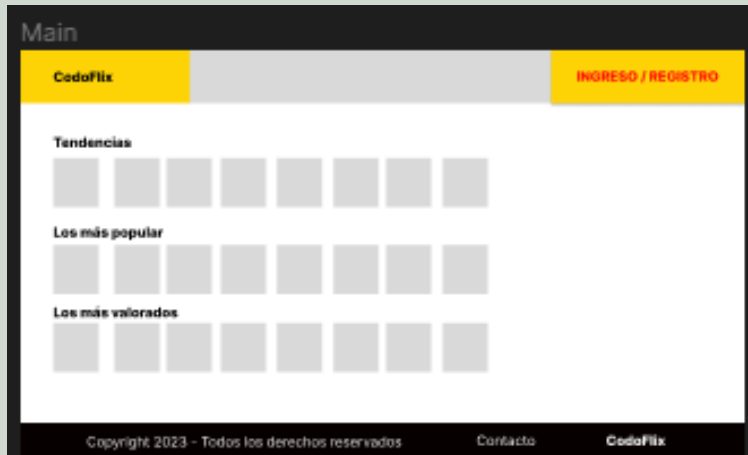 Main
CodoFlix
INGRESO / REGISTRO
Tendencias
Los más popular
Los más valorados
Copyright 2023 - Todos los derechos reservados
Contacto
CodoFlix